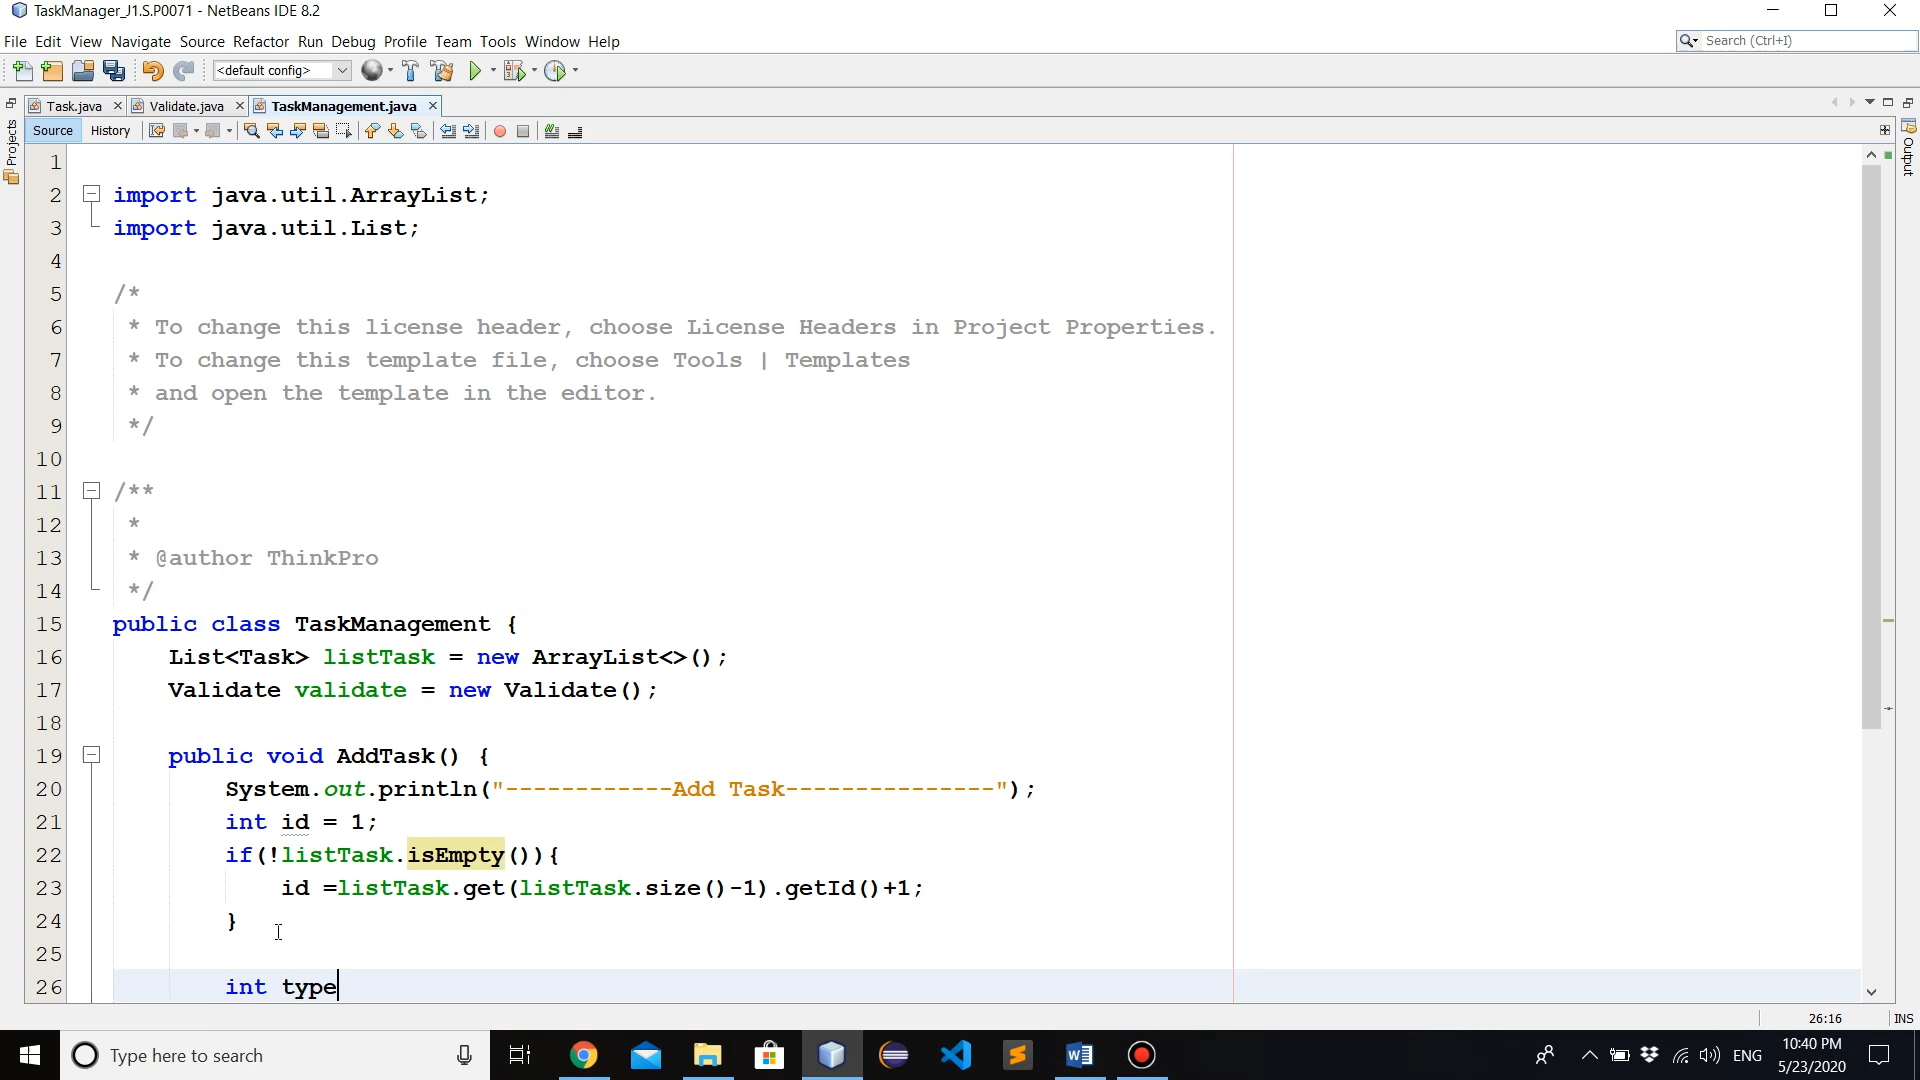 TaskManager_J1.S.P0071 - NetBeans IDE 8.2
File Edit View Navigate Source Refactor Run Debug Profile Team Tools Window Help
Search (Ctrl+I)
<default config>
Task.java
Validate.java
TaskManagement.java
Source
History
Projects
Output
1
2 import java.util.ArrayList;
3 import java.util.List;
4
5 /*
6 * To change this license header, choose License Headers in Project Properties.
7 * To change this template file, choose Tools | Templates
8 * and open the template in the editor.
9 */
10
11 /**
12 *
13 * @author ThinkPro
14 */
15 public class TaskManagement {
16 List<Task> listTask = new ArrayList<>();
17 Validate validate = new Validate();
18
19 public void AddTask() {
20 System.out.println("------------Add Task---------------");
21 int id = 1;
22 if(!listTask.isEmpty()){
23 id =listTask.get(listTask.size()-1).getId()+1;
24 }
25
26 int type
26:16
INS
Type here to search
ENG
10:40 PM
5/23/2020